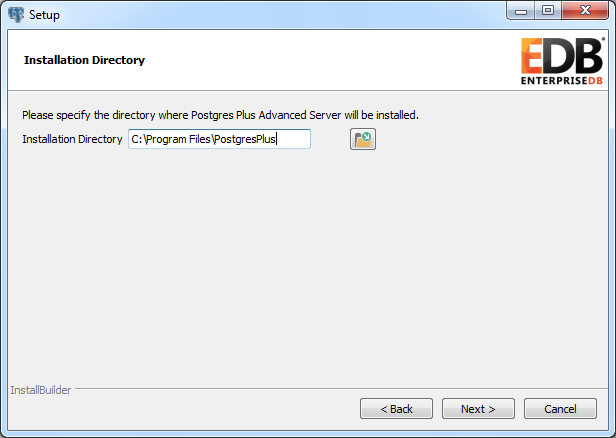 Setup
Installation Directory
EDB
ENTERPRISEDB
Please specify the directory where Postgres Plus Advanced Server will be installed.
Installation Directory C:\Program Files\PostgresPlus
InstallBuilder
< Back Next > Cancel